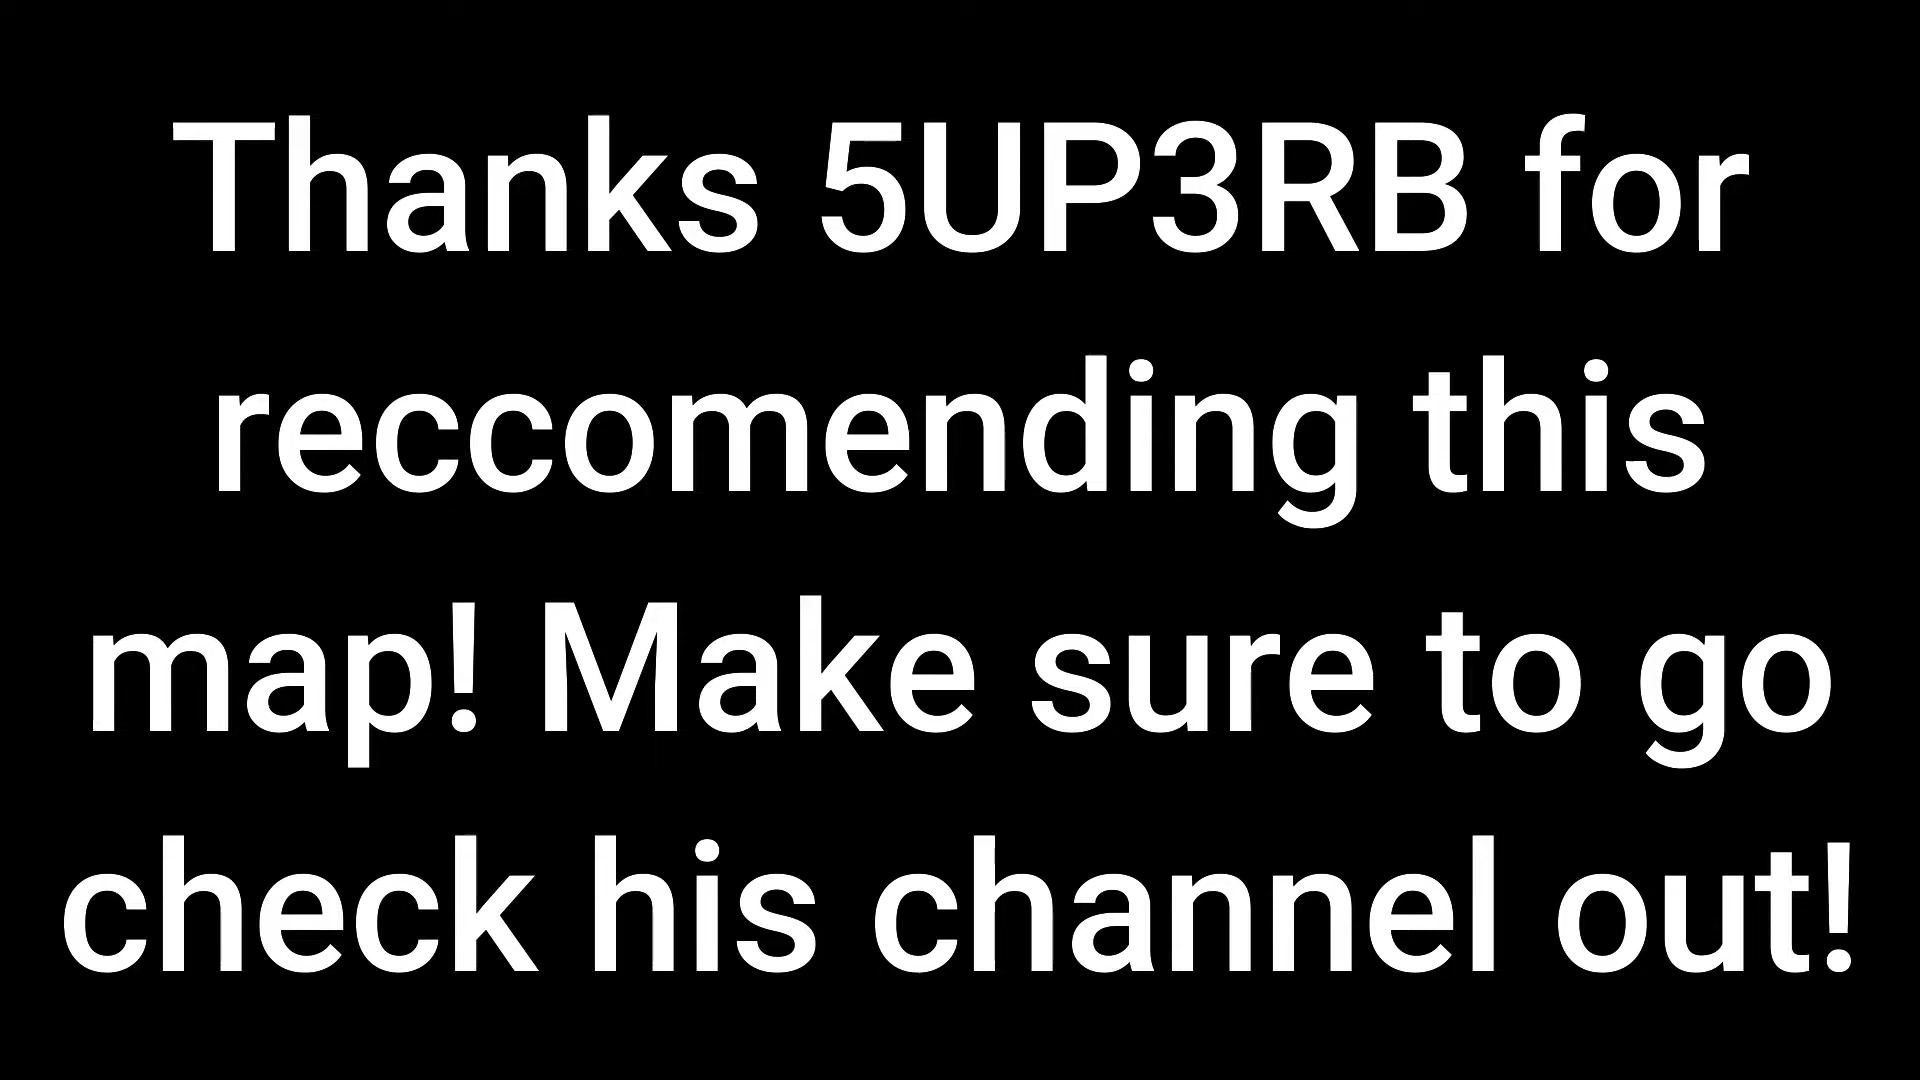 Thanks 5UP3RB for
reccomending this
map! Make sure to go
check his channel out!